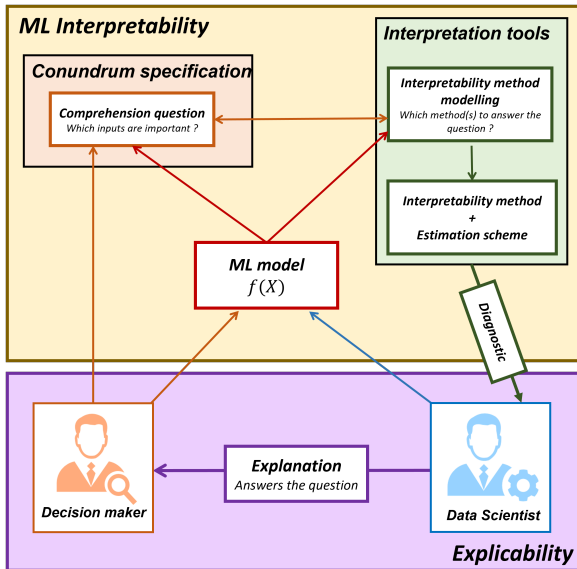 ML Interpretability
Interpretation tools
Conundrum specification
Comprehension question
Which inputs are important ?
Interpretability method
modelling
Which method(s) to answer the
question ?
Interpretability method
+
Estimation scheme
ML model
f(X)
Diagnostic
Explanation
Answers the question
Decision maker
Data Scientist
Explicability